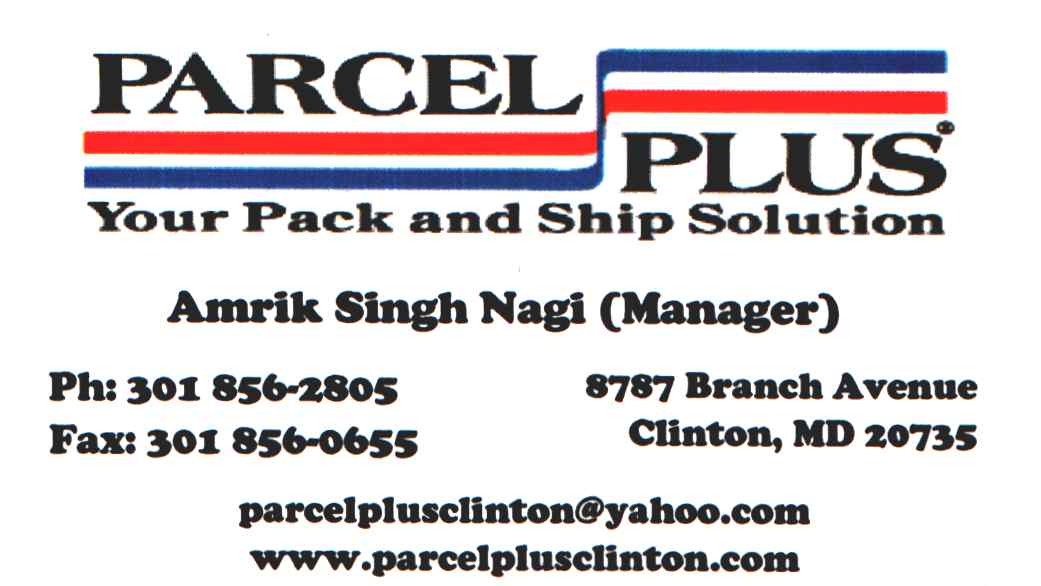 PARCEL
PLUS®
Your Pack and Ship Solution
Amrik Singh Nagi (Manager)
Ph: 301 856-2805
Fax: 301 856-0655
8787 Branch Avenue
Clinton, MD 20735
parcelplusclinton@yahoo.com
www.parcelplusclinton.com